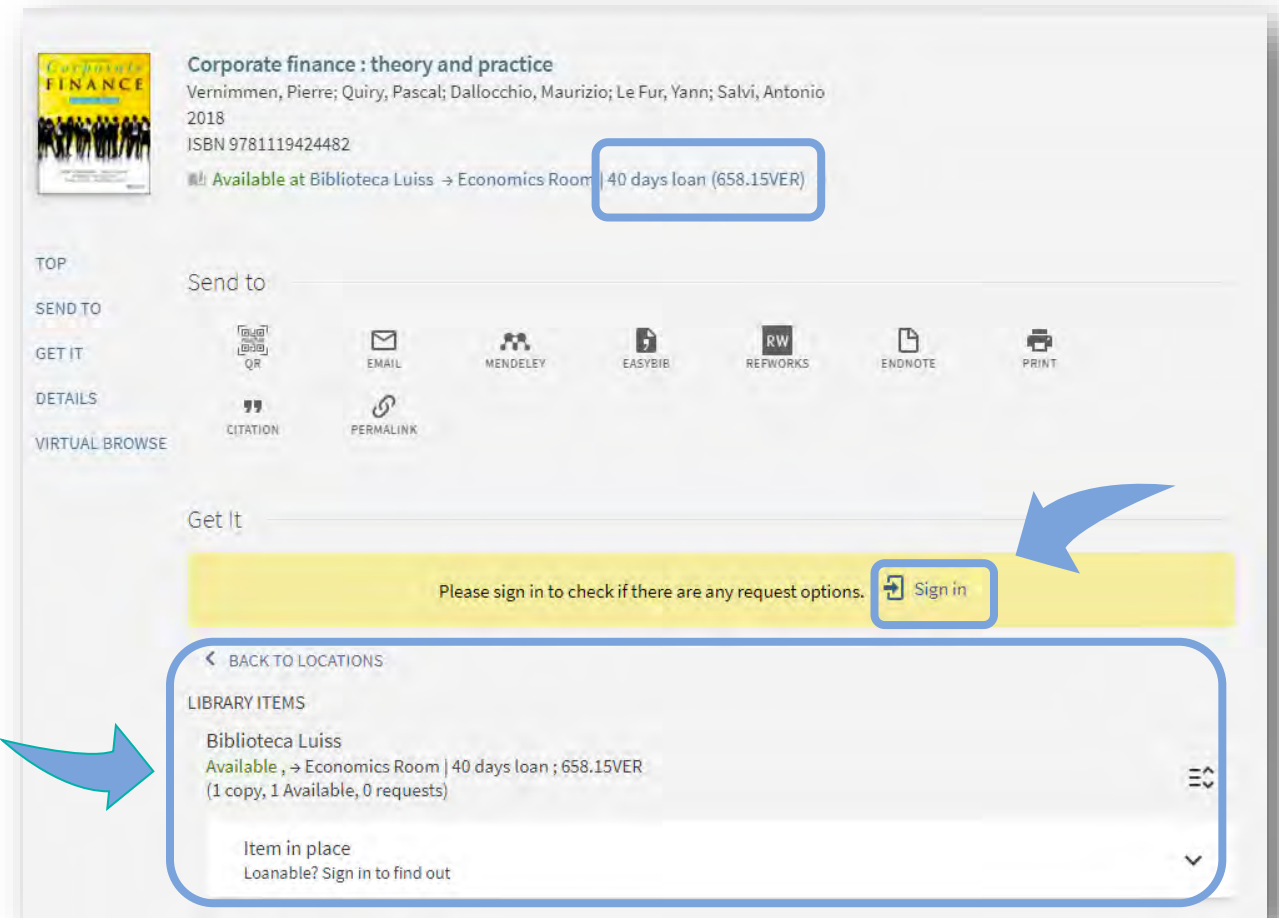 Corporate
FINANCE
Corporate finance : theory and practice
Vernimmen, Pierre; Quiry, Pascal; Dallocchio, Maurizio; Le Fur, Yann; Salvi, Antonio
2018
ISBN 9781119424482
Available at Biblioteca Luiss → Economics Room | 40 days loan (658.15VER)
TOP
SEND TO
GET IT
DETAILS
VIRTUAL BROWSE
Send to
QR
EMAIL
MENDELEY
EASYBIB
RW
REFWORKS
ENDNOTE
PRINT
CITATION
PERMALINK
Get It
Please sign in to check if there are any request options. Sign in
BACK TO LOCATIONS
LIBRARY ITEMS
Biblioteca Luiss
Available , → Economics Room | 40 days loan ; 658.15VER
(1 copy, 1 Available, 0 requests)
Item in place
Loanable? Sign in to find out